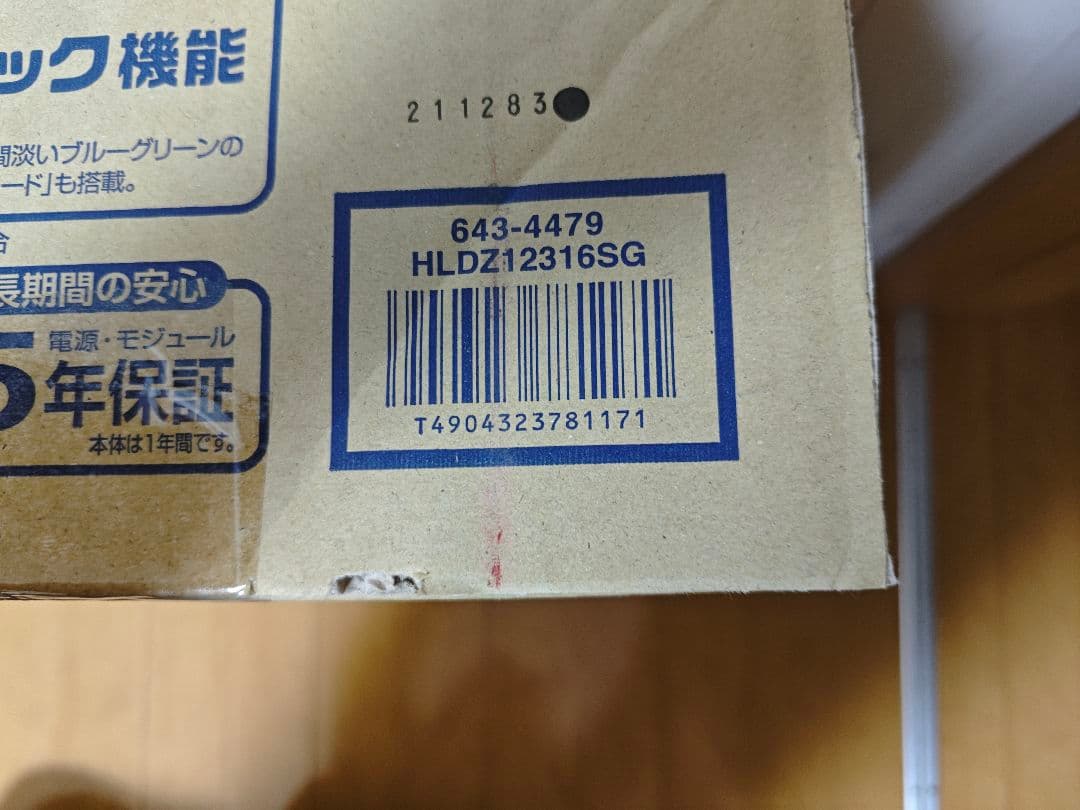 ック機能
間淡いブルーグリーンの
ード」も搭載。
長期間の安心
5
電源・モジュール
年保証
本体は1年間です。
211283●
643-4479
HLDZ12316SG
T4904323781171